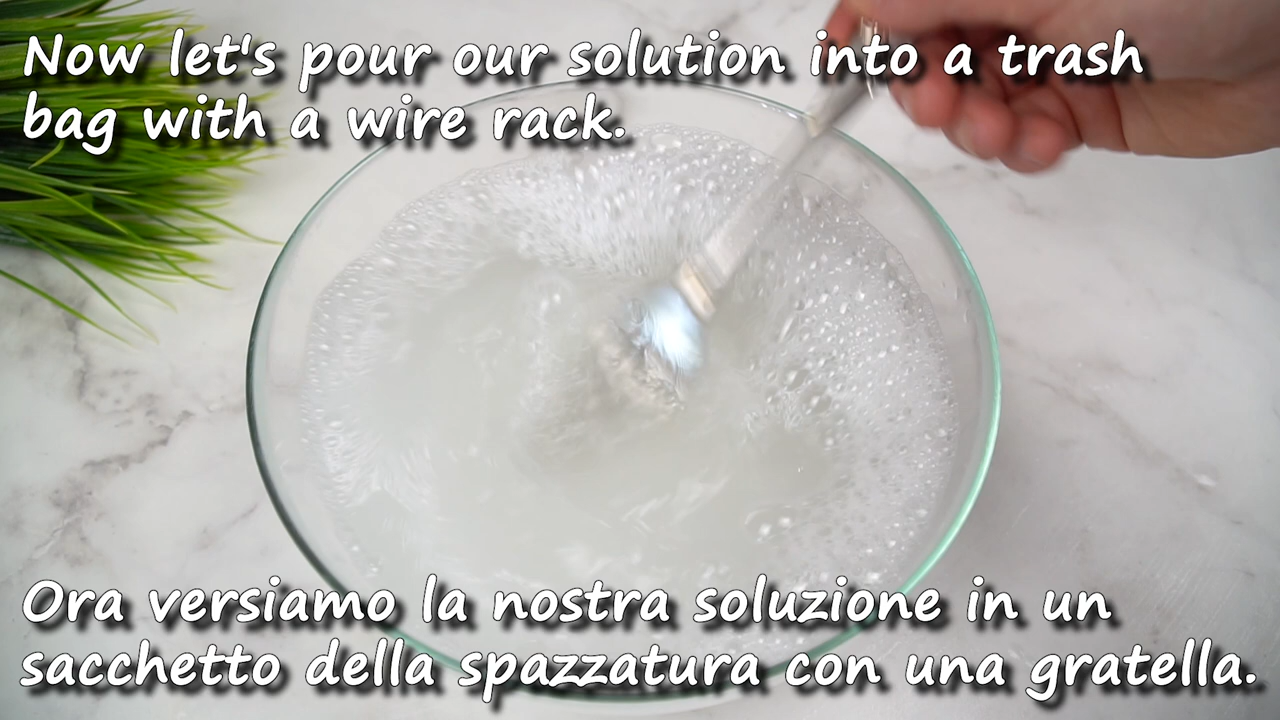 Now let's pour our solution into a trash
bag with a wire rack.
Ora versiamo la nostra soluzione in un
sacchetto della spazzatura con una gratella.